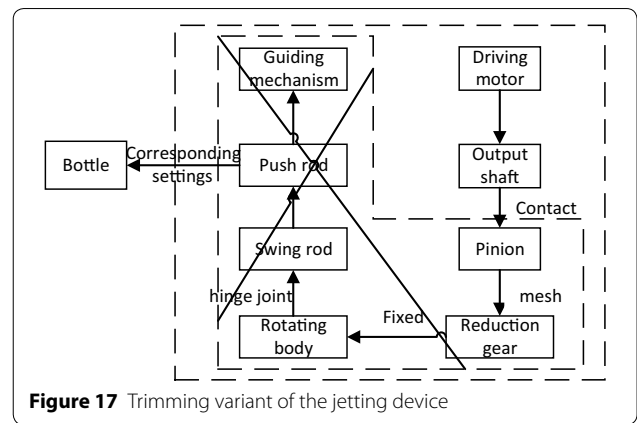 Guiding
mechanism
Driving
motor
Bottle
Corresponding
settings
Push rod
Output
shaft
Contact
Swing rod
Pinion
hinge joint
mesh
Rotating
body
Fixed
Reduction
gear
Figure 17 Trimming variant of the jetting device